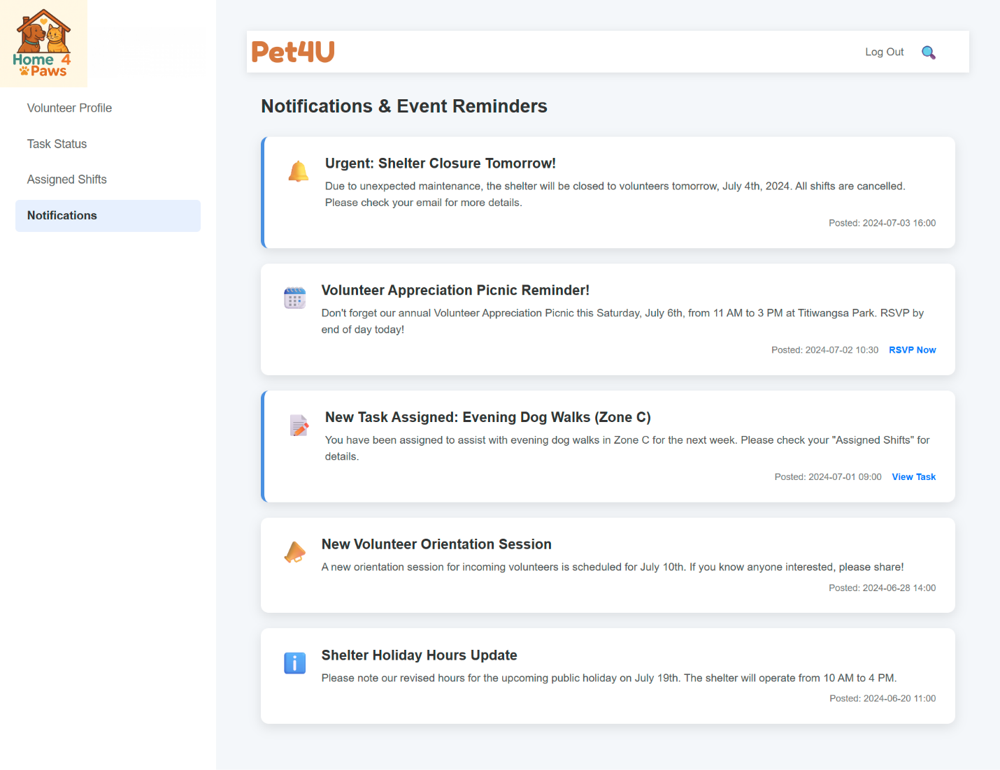 Home 4
Paws
Volunteer Profile
Task Status
Assigned Shifts
Notifications
Pet4U
Log Out
Notifications & Event Reminders
Urgent: Shelter Closure Tomorrow!
Due to unexpected maintenance, the shelter will be closed to volunteers tomorrow, July 4th, 2024. All shifts are cancelled.
Please check your email for more details.
Posted: 2024-07-03 16:00
Volunteer Appreciation Picnic Reminder!
Don't forget our annual Volunteer Appreciation Picnic this Saturday, July 6th, from 11 AM to 3 PM at Titiwangsa Park. RSVP by
end of day today!
Posted: 2024-07-02 10:30 RSVP Now
New Task Assigned: Evening Dog Walks (Zone C)
You have been assigned to assist with evening dog walks in Zone C for the next week. Please check your "Assigned Shifts" for
details.
Posted: 2024-07-01 09:00 View Task
New Volunteer Orientation Session
A new orientation session for incoming volunteers is scheduled for July 10th. If you know anyone interested, please share!
Posted: 2024-06-28 14:00
Shelter Holiday Hours Update
Please note our revised hours for the upcoming public holiday on July 19th. The shelter will operate from 10 AM to 4 PM.
Posted: 2024-06-20 11:00